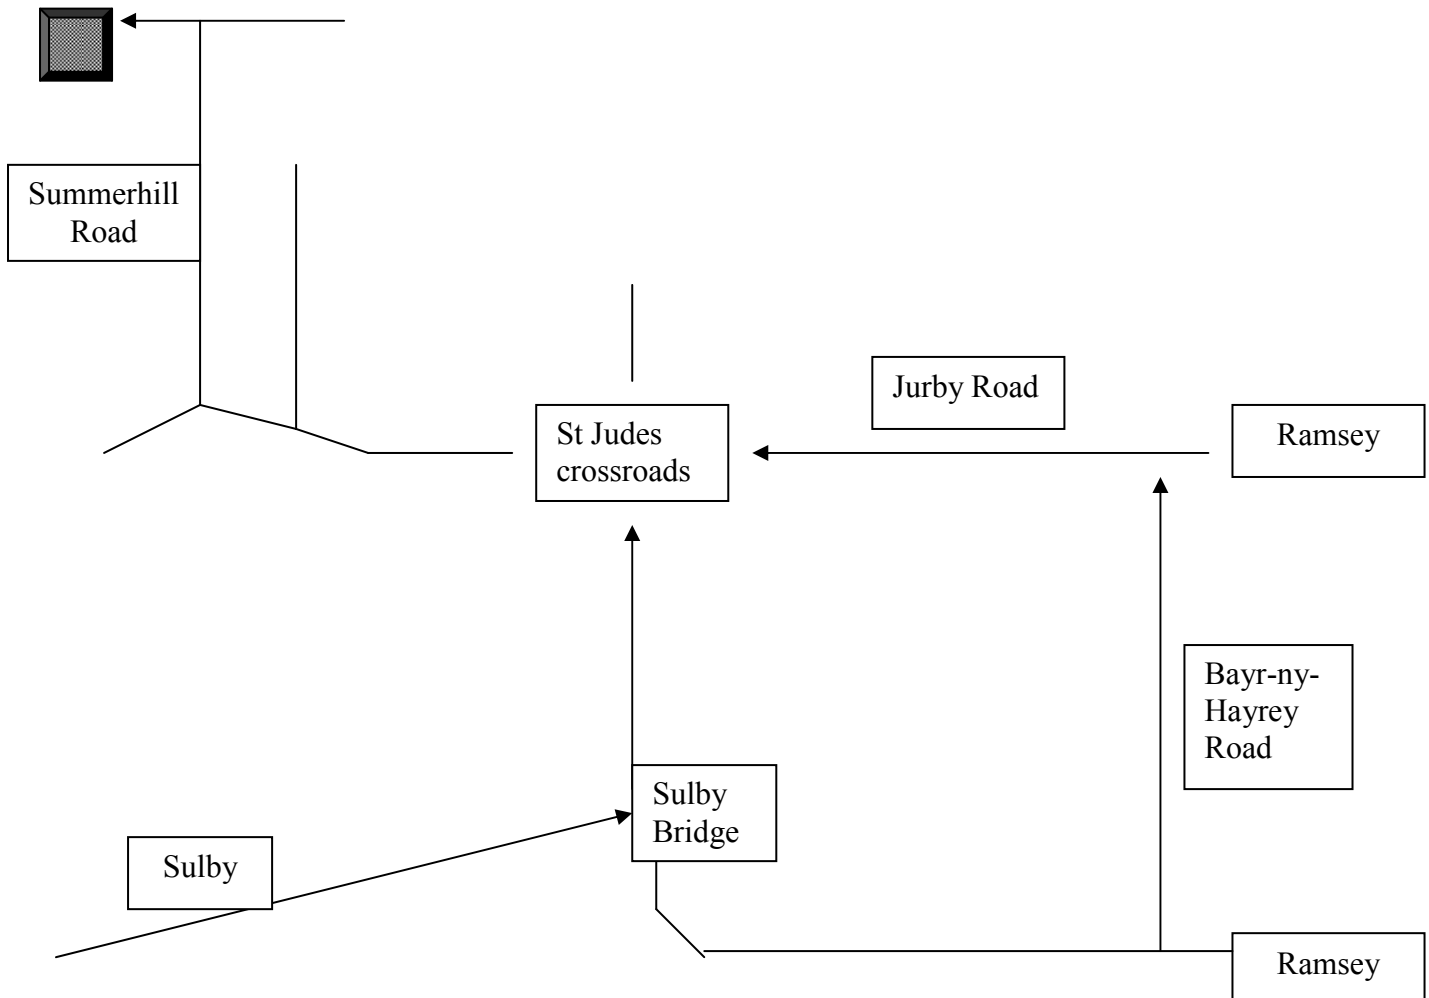 Summerhill
Road
Jurby Road
St Judes
crossroads
Ramsey
Bayr-ny-
Hayrey
Road
Sulby
Bridge
Sulby
Ramsey